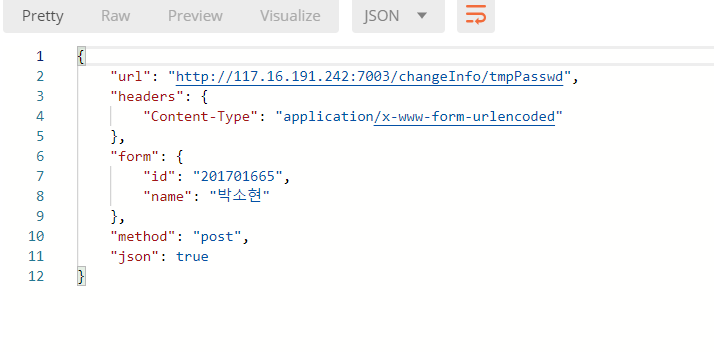 Pretty Raw Preview Visualize JSON
1 {
2 "url": "http://117.16.191.242:7003/changeInfo/tmpPasswd",
3 "headers": {
4 "Content-Type": "application/x-www-form-urlencoded"
5 },
6 "form": {
7 "id": "201701665",
8 "name": "박소현"
9 },
10 "method": "post",
11 "json": true
12 }